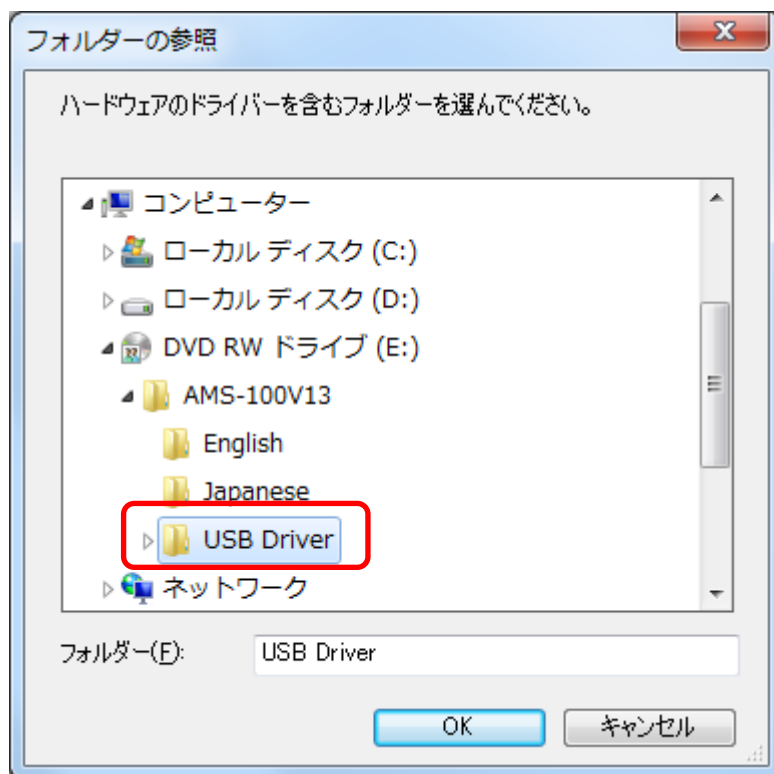 フォルダーの参照
ハードウェアのドライバーを含むフォルダーを選んでください。
コンピューター
ローカル ディスク (C:)
ローカル ディスク (D:)
DVD RW ドライブ (E:)
AMS-100V13
English
Japanese
USB Driver
ネットワーク
フォルダー(F): USB Driver
OK キャンセル